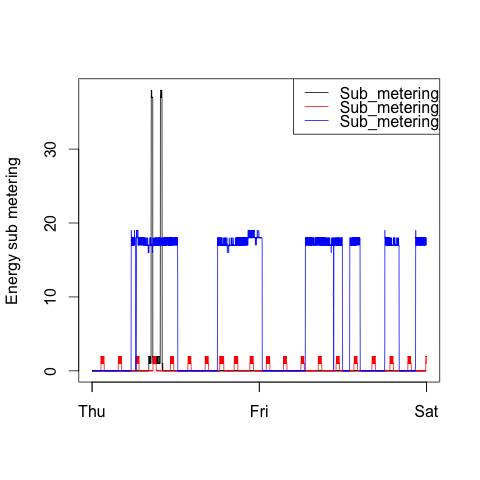 Sub_metering
Sub_metering
Sub_metering
Energy sub metering
30
20
10
0
Thu Fri Sat